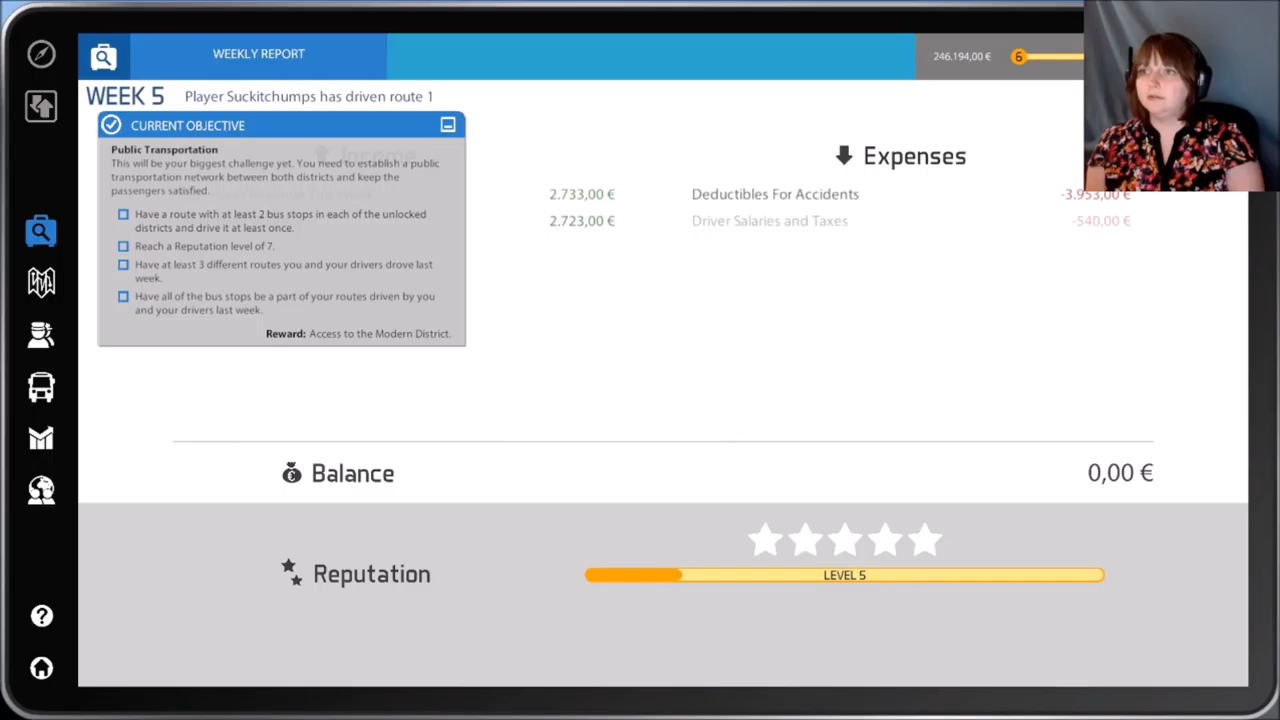 WEEKLY REPORT
246.194,00 €
6
WEEK 5
Player Suckitchumps has driven route 1
CURRENT OBJECTIVE
Public Transportation
This will be your biggest challenge yet. You need to establish a public
transportation network between both districts and keep the
passengers satisfied.
Have a route with at least 2 bus stops in each of the unlocked
districts and drive it at least once.
Reach a Reputation level of 7.
Have at least 3 different routes you and your drivers drove last
week.
Have all of the bus stops be a part of your routes driven by you
and your drivers last week.
Reward: Access to the Modern District.
Income
Expenses
2.733,00 €
Deductibles For Accidents
-3.953,00 €
2.723,00 €
Driver Salaries and Taxes
-540,00 €
Balance
0,00 €
Reputation
LEVEL 5